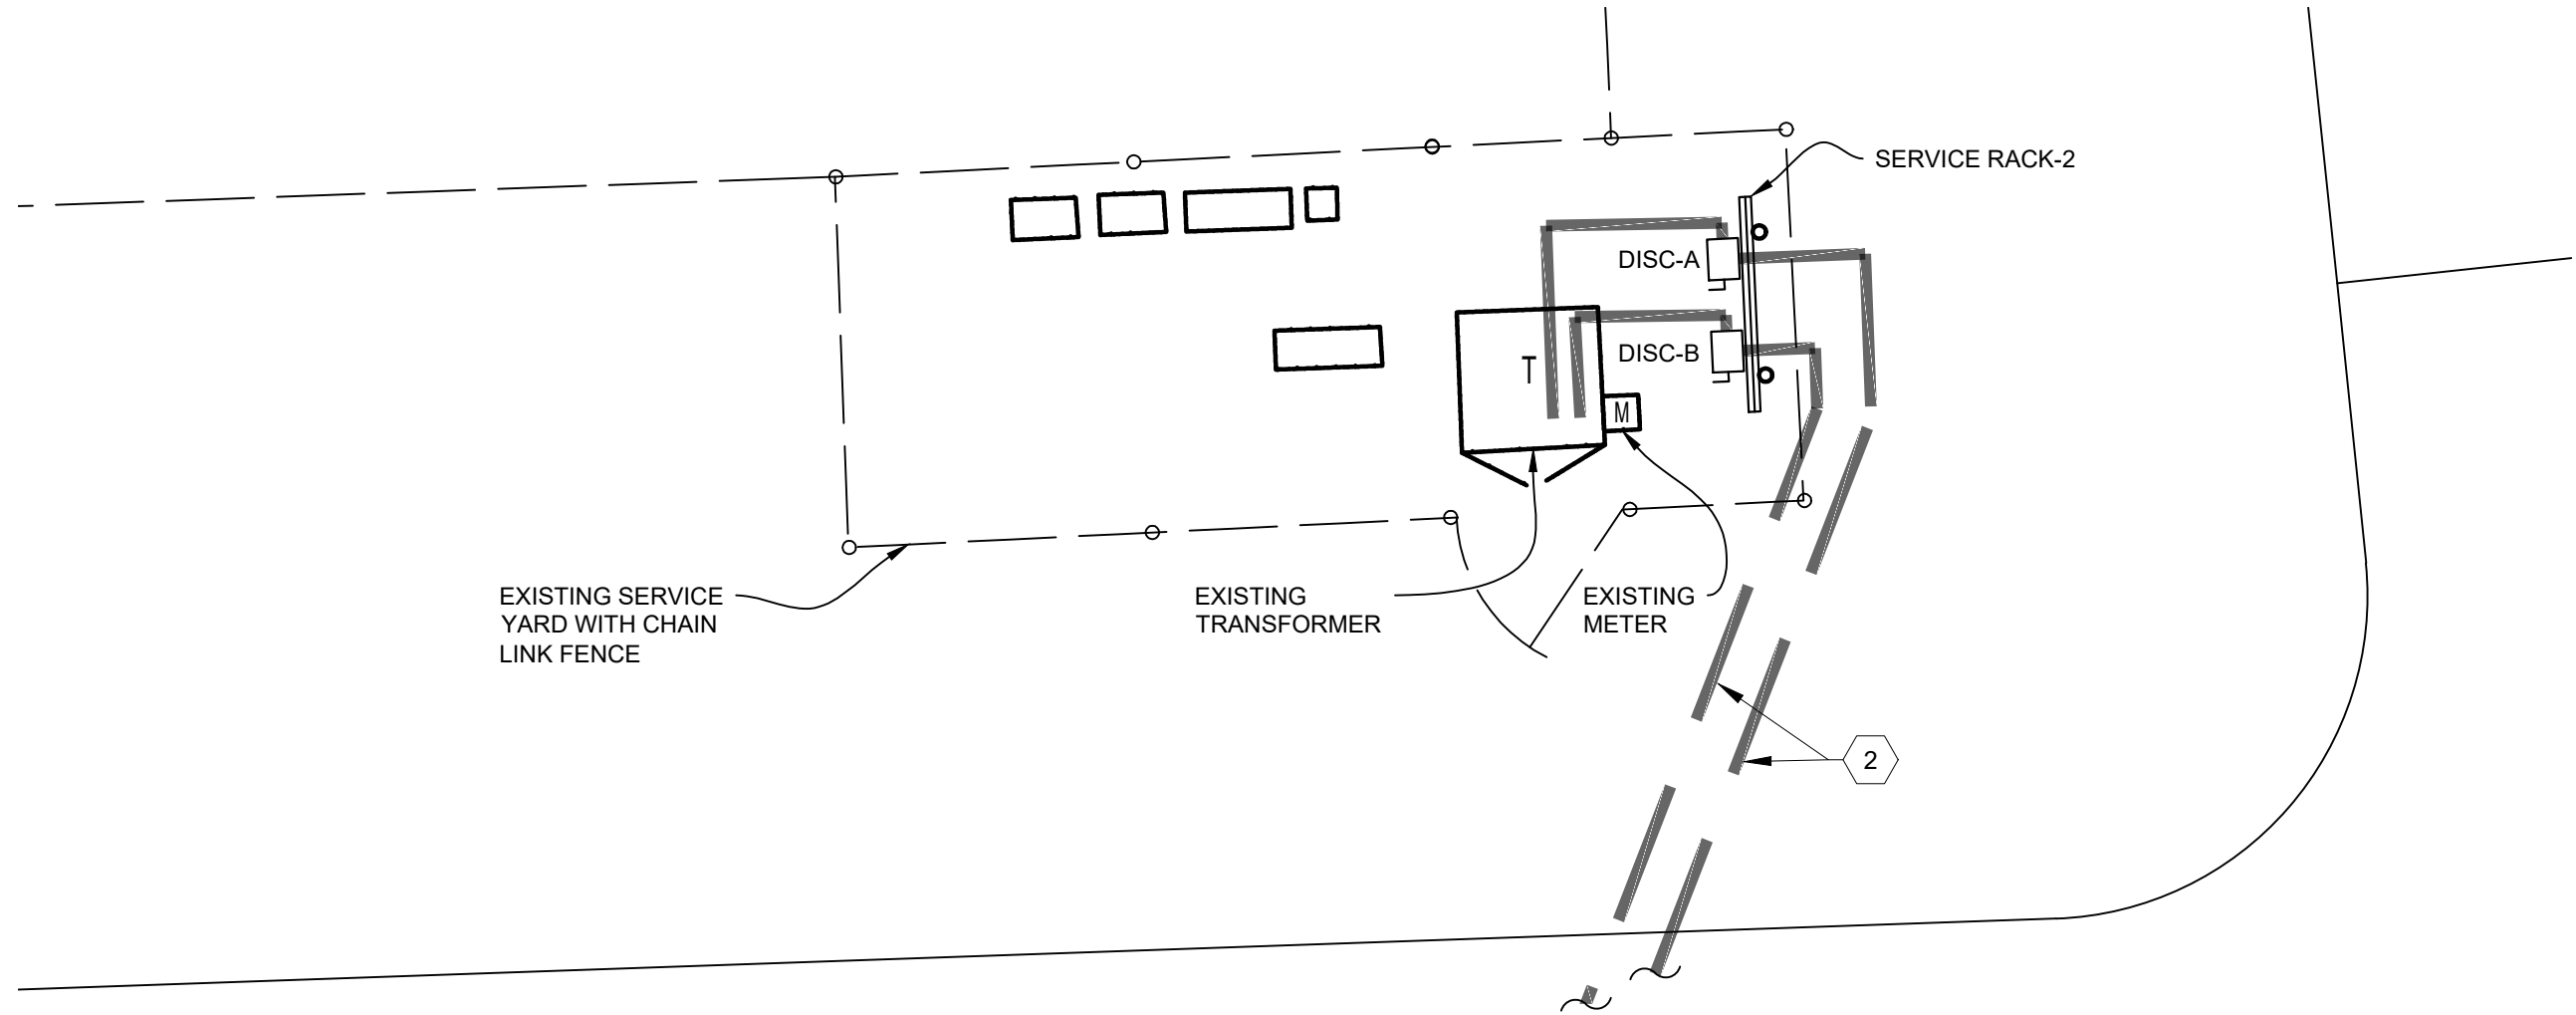 SERVICE RACK-2
DISC-A
DISC-B
T
M
EXISTING SERVICE
YARD WITH CHAIN
LINK FENCE
EXISTING
TRANSFORMER
EXISTING
METER
2